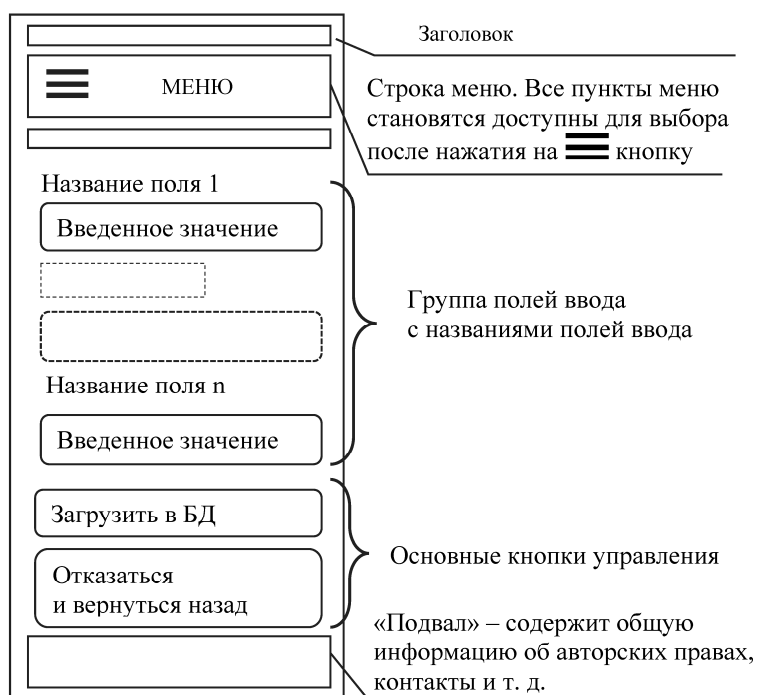 Заголовок
МЕНЮ
Строка меню. Все пункты меню
становятся доступны для выбора
после нажатия на кнопку
Название поля 1
Введенное значение
Группа полей ввода
с названиями полей ввода
Название поля n
Введенное значение
Загрузить в БД
Отказаться
и вернуться назад
Основные кнопки управления
«Подвал» – содержит общую
информацию об авторских правах,
контакты и т. д.